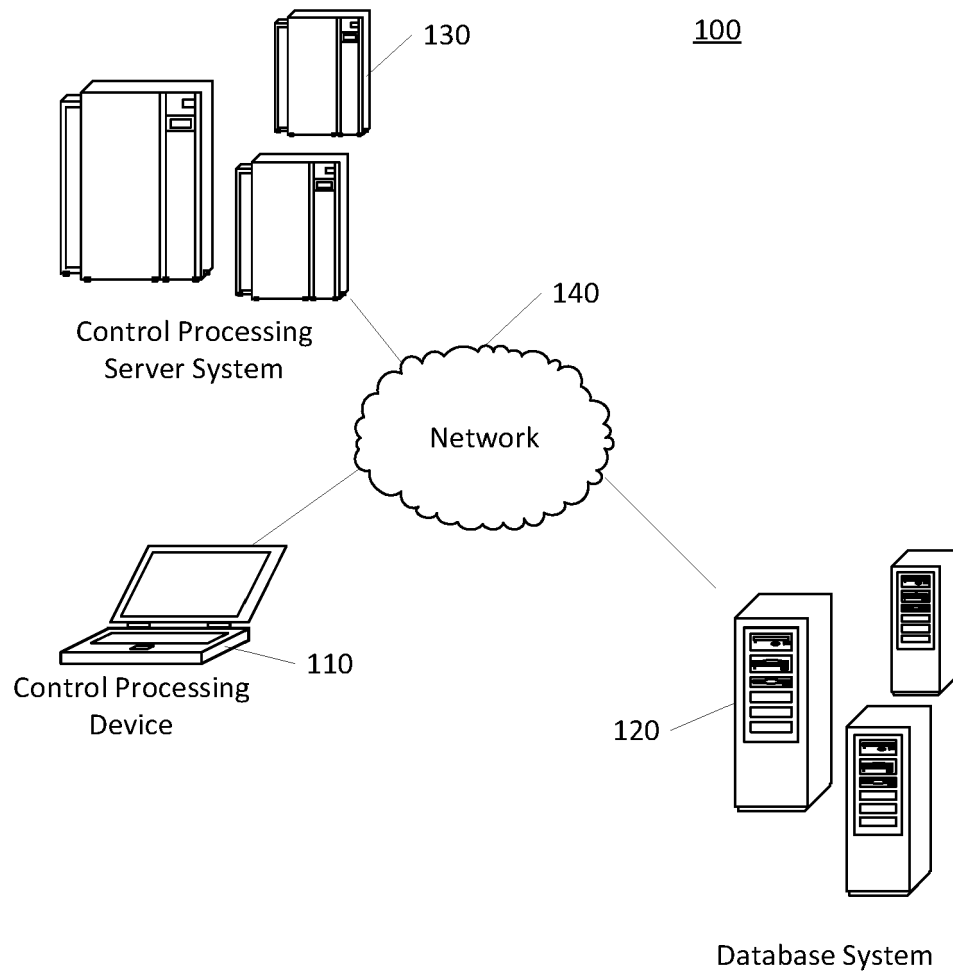 130
100
140
Control Processing
Server System
Network
110
Control Processing
Device
120
Database System